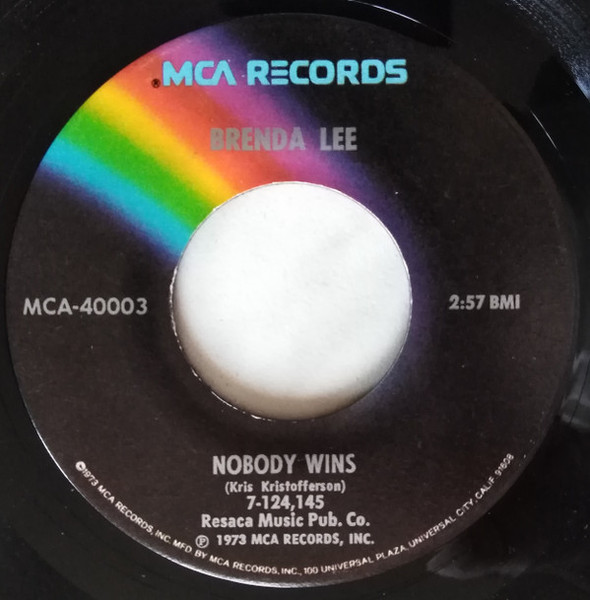 ® MCA RECORDS
BRENDA LEE
MCA-40003
2:57 BMI
NOBODY WINS
(Kris Kristofferson)
7-124,145
Resaca Music Pub. Co.
℗ 1973 MCA RECORDS, INC.
©1973 MCA RECORDS, INC. MFD. BY MCA RECORDS, INC., 100 UNIVERSAL PLAZA, UNIVERSAL CITY, CALIF. 91608